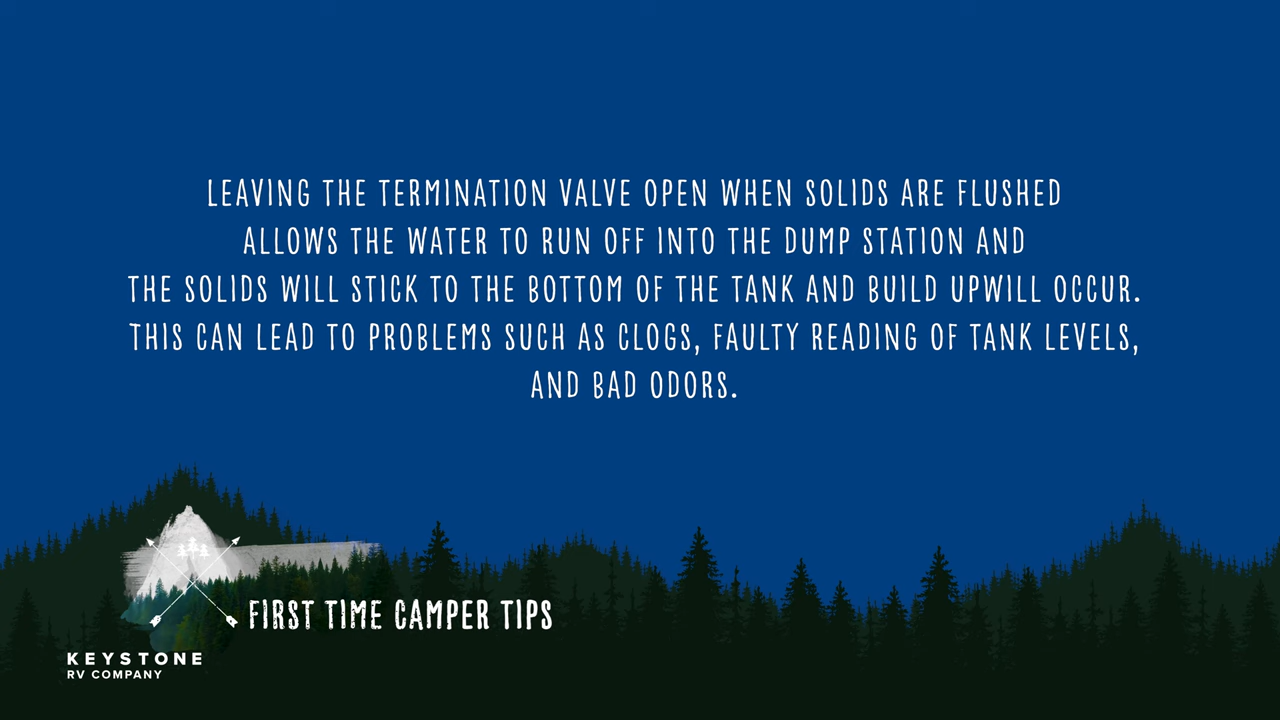 LEAVING THE TERMINATION VALVE OPEN WHEN SOLIDS ARE FLUSHED
ALLOWS THE WATER TO RUN OFF INTO THE DUMP STATION AND
THE SOLIDS WILL STICK TO THE BOTTOM OF THE TANK AND BUILD UPWILL OCCUR.
THIS CAN LEAD TO PROBLEMS SUCH AS CLOGS, FAULTY READING OF TANK LEVELS,
AND BAD ODORS.
FIRST TIME CAMPER TIPS
KEYSTONE
RV COMPANY